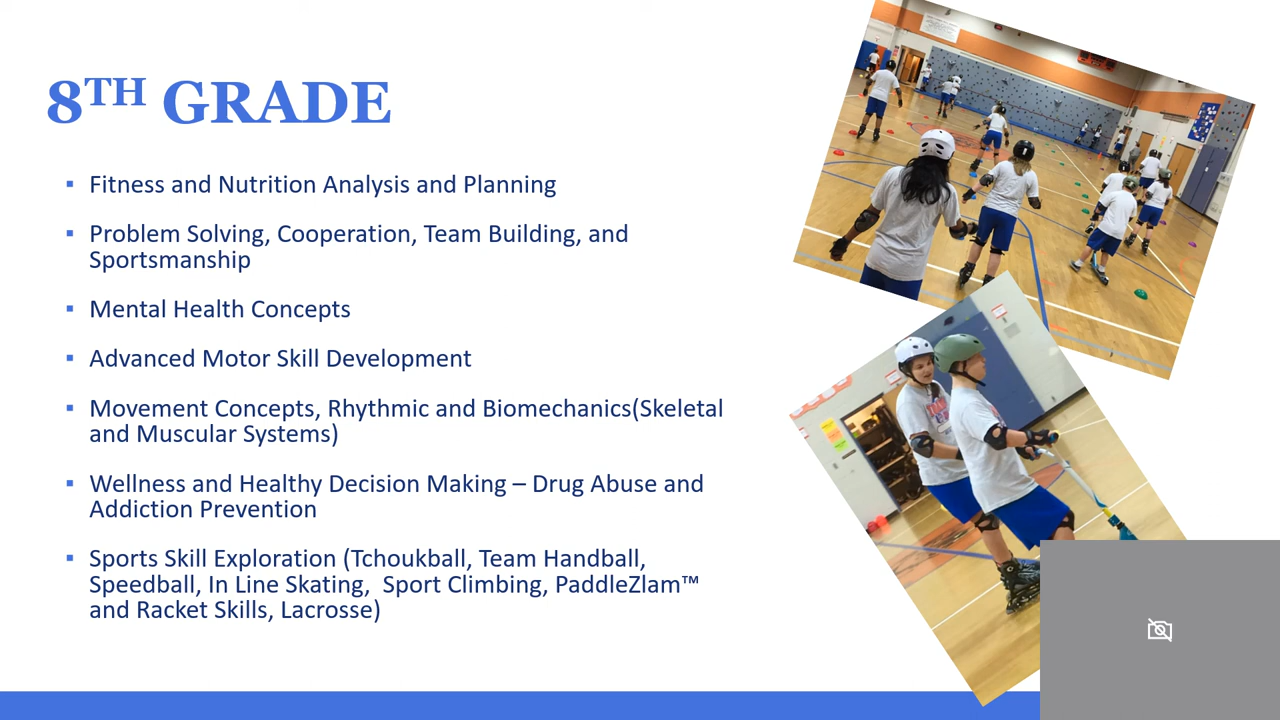 8TH GRADE
▪ Fitness and Nutrition Analysis and Planning
▪ Problem Solving, Cooperation, Team Building, and
Sportsmanship
▪ Mental Health Concepts
▪ Advanced Motor Skill Development
▪ Movement Concepts, Rhythmic and Biomechanics(Skeletal
and Muscular Systems)
▪ Wellness and Healthy Decision Making – Drug Abuse and
Addiction Prevention
▪ Sports Skill Exploration (Tchoukball, Team Handball,
Speedball, In Line Skating,  Sport Climbing, PaddleZlam™
and Racket Skills, Lacrosse)